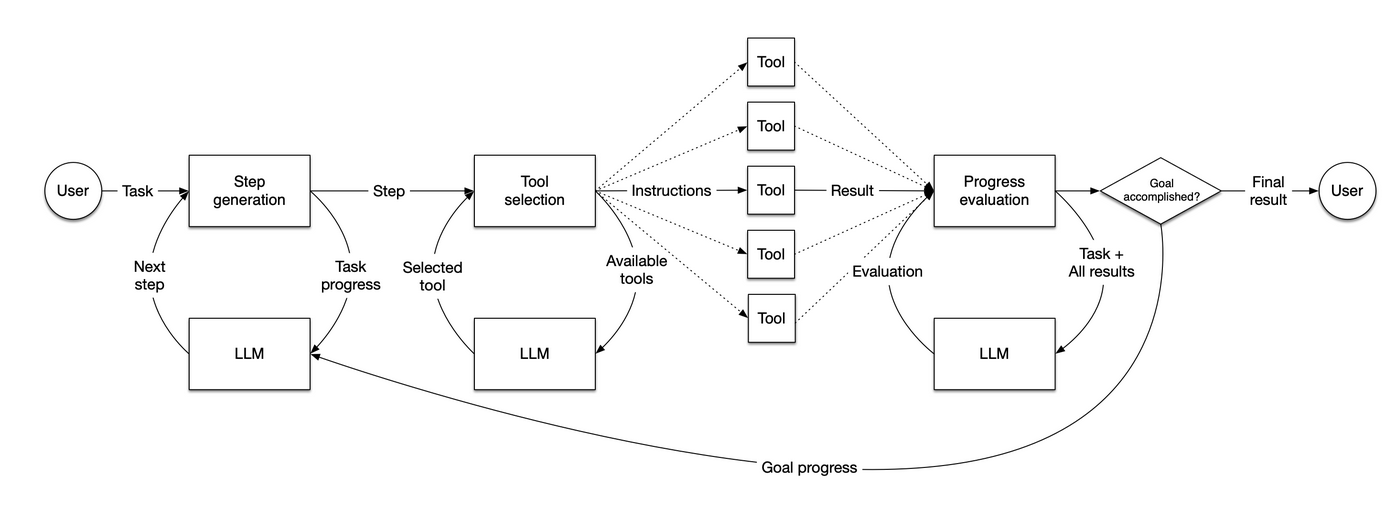 User
Task
Step
generation
Step
Tool
selection
Instructions
Tool
Tool
Tool
Tool
Tool
Result
Progress
evaluation
Goal
accomplished?
Final
result
User
Next
step
Task
progress
Selected
tool
Available
tools
Evaluation
Task +
All results
LLM
LLM
LLM
Goal progress